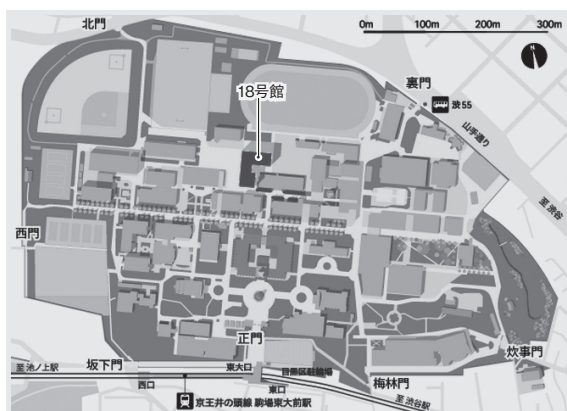 北門
0m 100m 200m 300m
N
裏門
18号館
渋55
山手通り
至 渋谷
西門
正門
炊事門
坂下門
東大口
目黒区駐輪場
至 池ノ上駅
西口
東口
梅林門
至 渋谷駅
京王井の頭線 駒場東大前駅